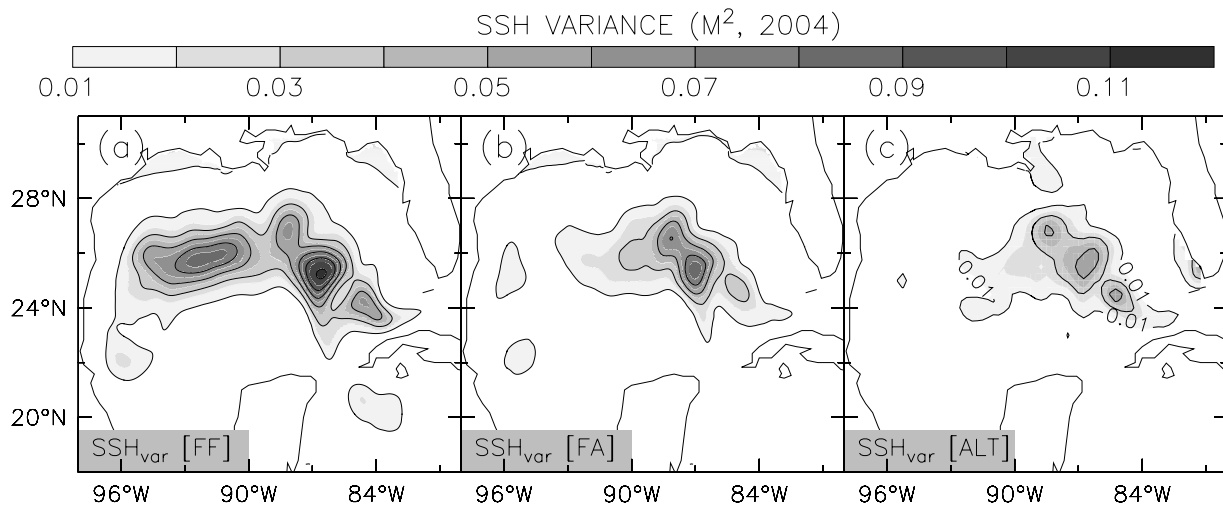 SSH VARIANCE (M², 2004)
0.01 0.03 0.05 0.07 0.09 0.11
(a) (b) (c)
28°N
24°N
20°N
0.01
0.01
0.01
SSHvar [FF] SSHvar [FA] SSHvar [ALT]
96°W 90°W 84°W 96°W 90°W 84°W 90°W 84°W